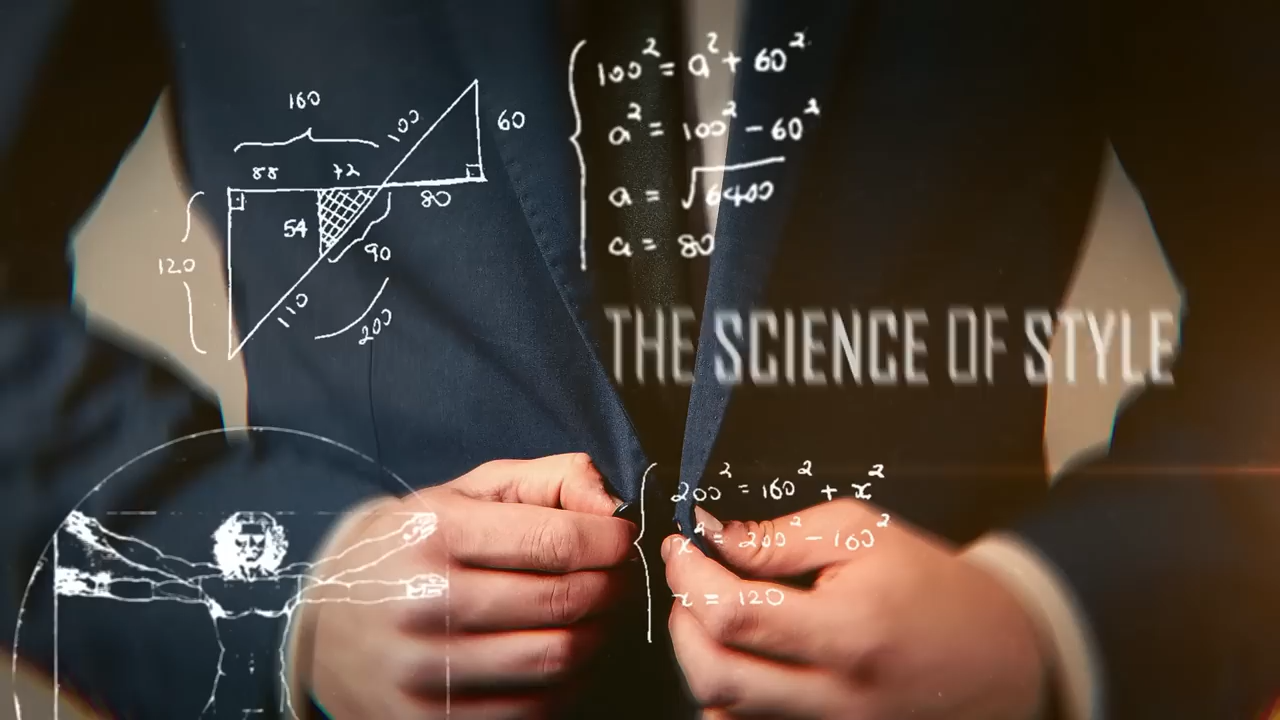 160
100
60
88
72
80
54
90
120
110
200
100² = a² + 60²
a² = 100² - 60²
a = √6400
a = 80
THE SCIENCE OF STYLE
200² = 160² + x²
x² = 200² - 160²
x = 120